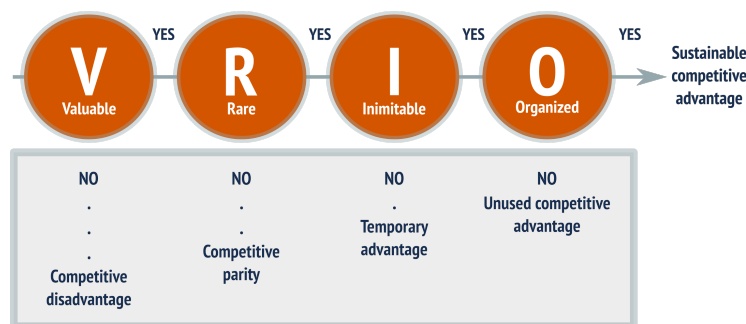 YES YES YES YES
V R I O
Valuable Rare Inimitable Organized
Sustainable
competitive
advantage
NO
.
.
.
Competitive
disadvantage
NO
.
.
Competitive
parity
NO
.
Temporary
advantage
NO
Unused competitive
advantage